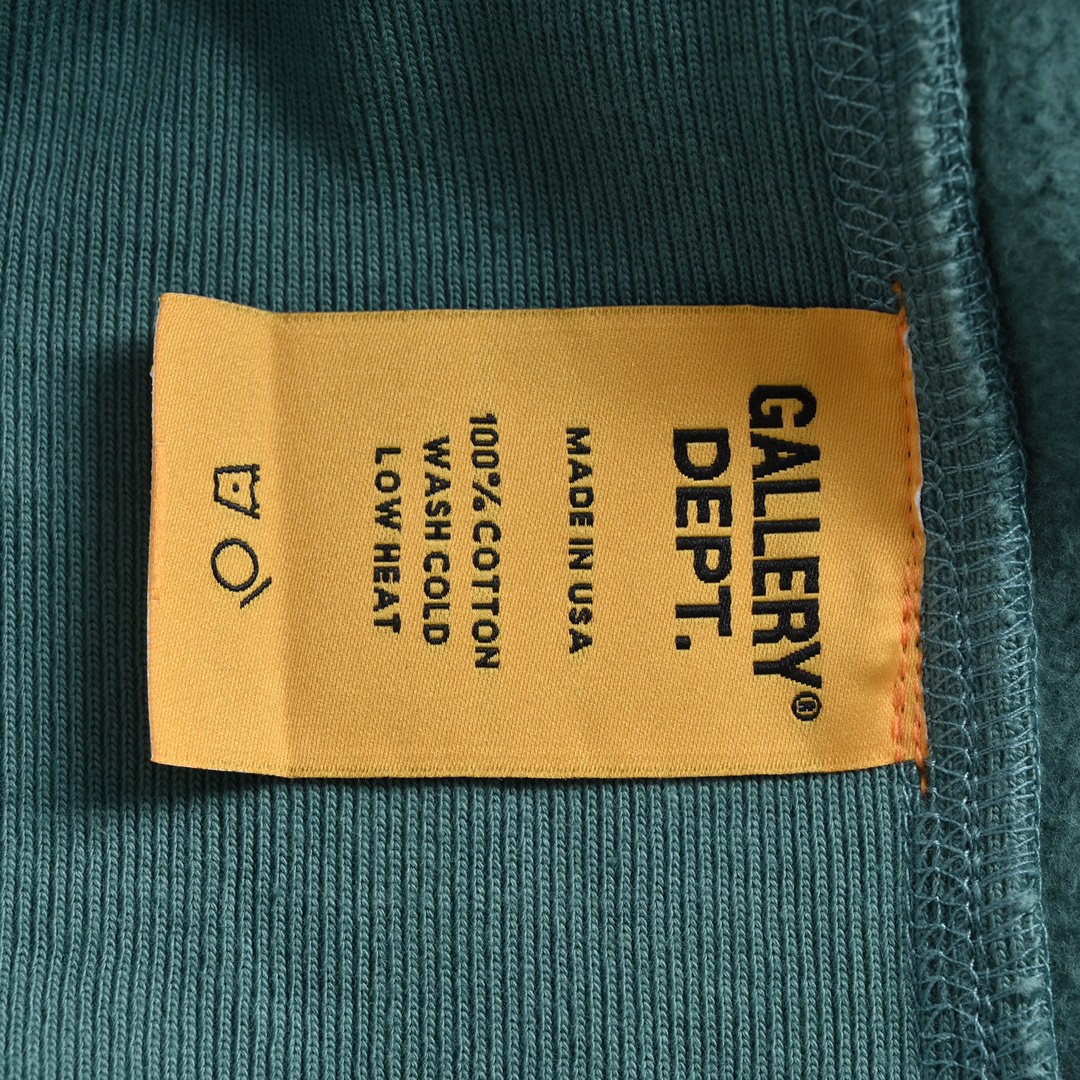 GALLERY®
DEPT.
MADE IN USA
100% COTTON
WASH COLD
LOW HEAT